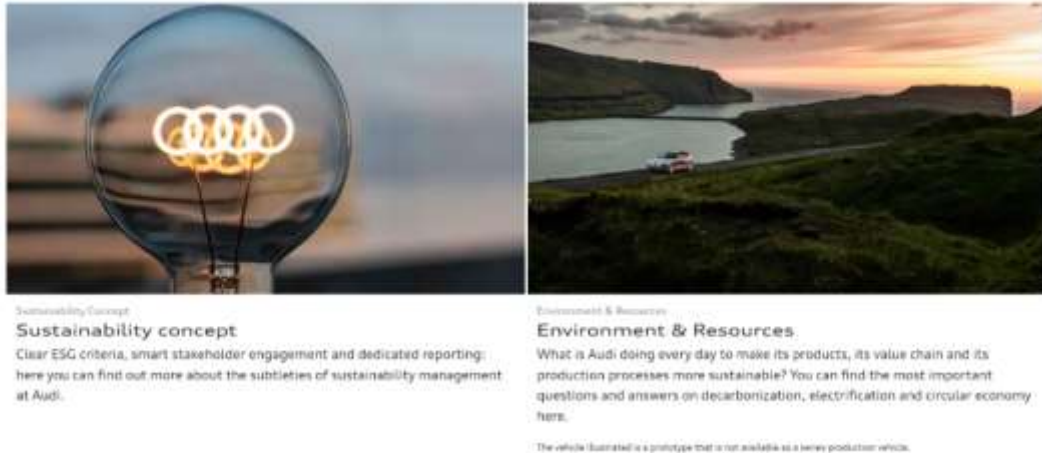 Sustainability Concept
Sustainability concept
Clear ESG criteria, smart stakeholder engagement and dedicated reporting:
here you can find out more about the subtleties of sustainability management
at Audi.
Environment & Resources
Environment & Resources
What is Audi doing every day to make its products, its value chain and its
production processes more sustainable? You can find the most important
questions and answers on decarbonization, electrification and circular economy
here.
The vehicle illustrated is a prototype that is not available as a series production vehicle.